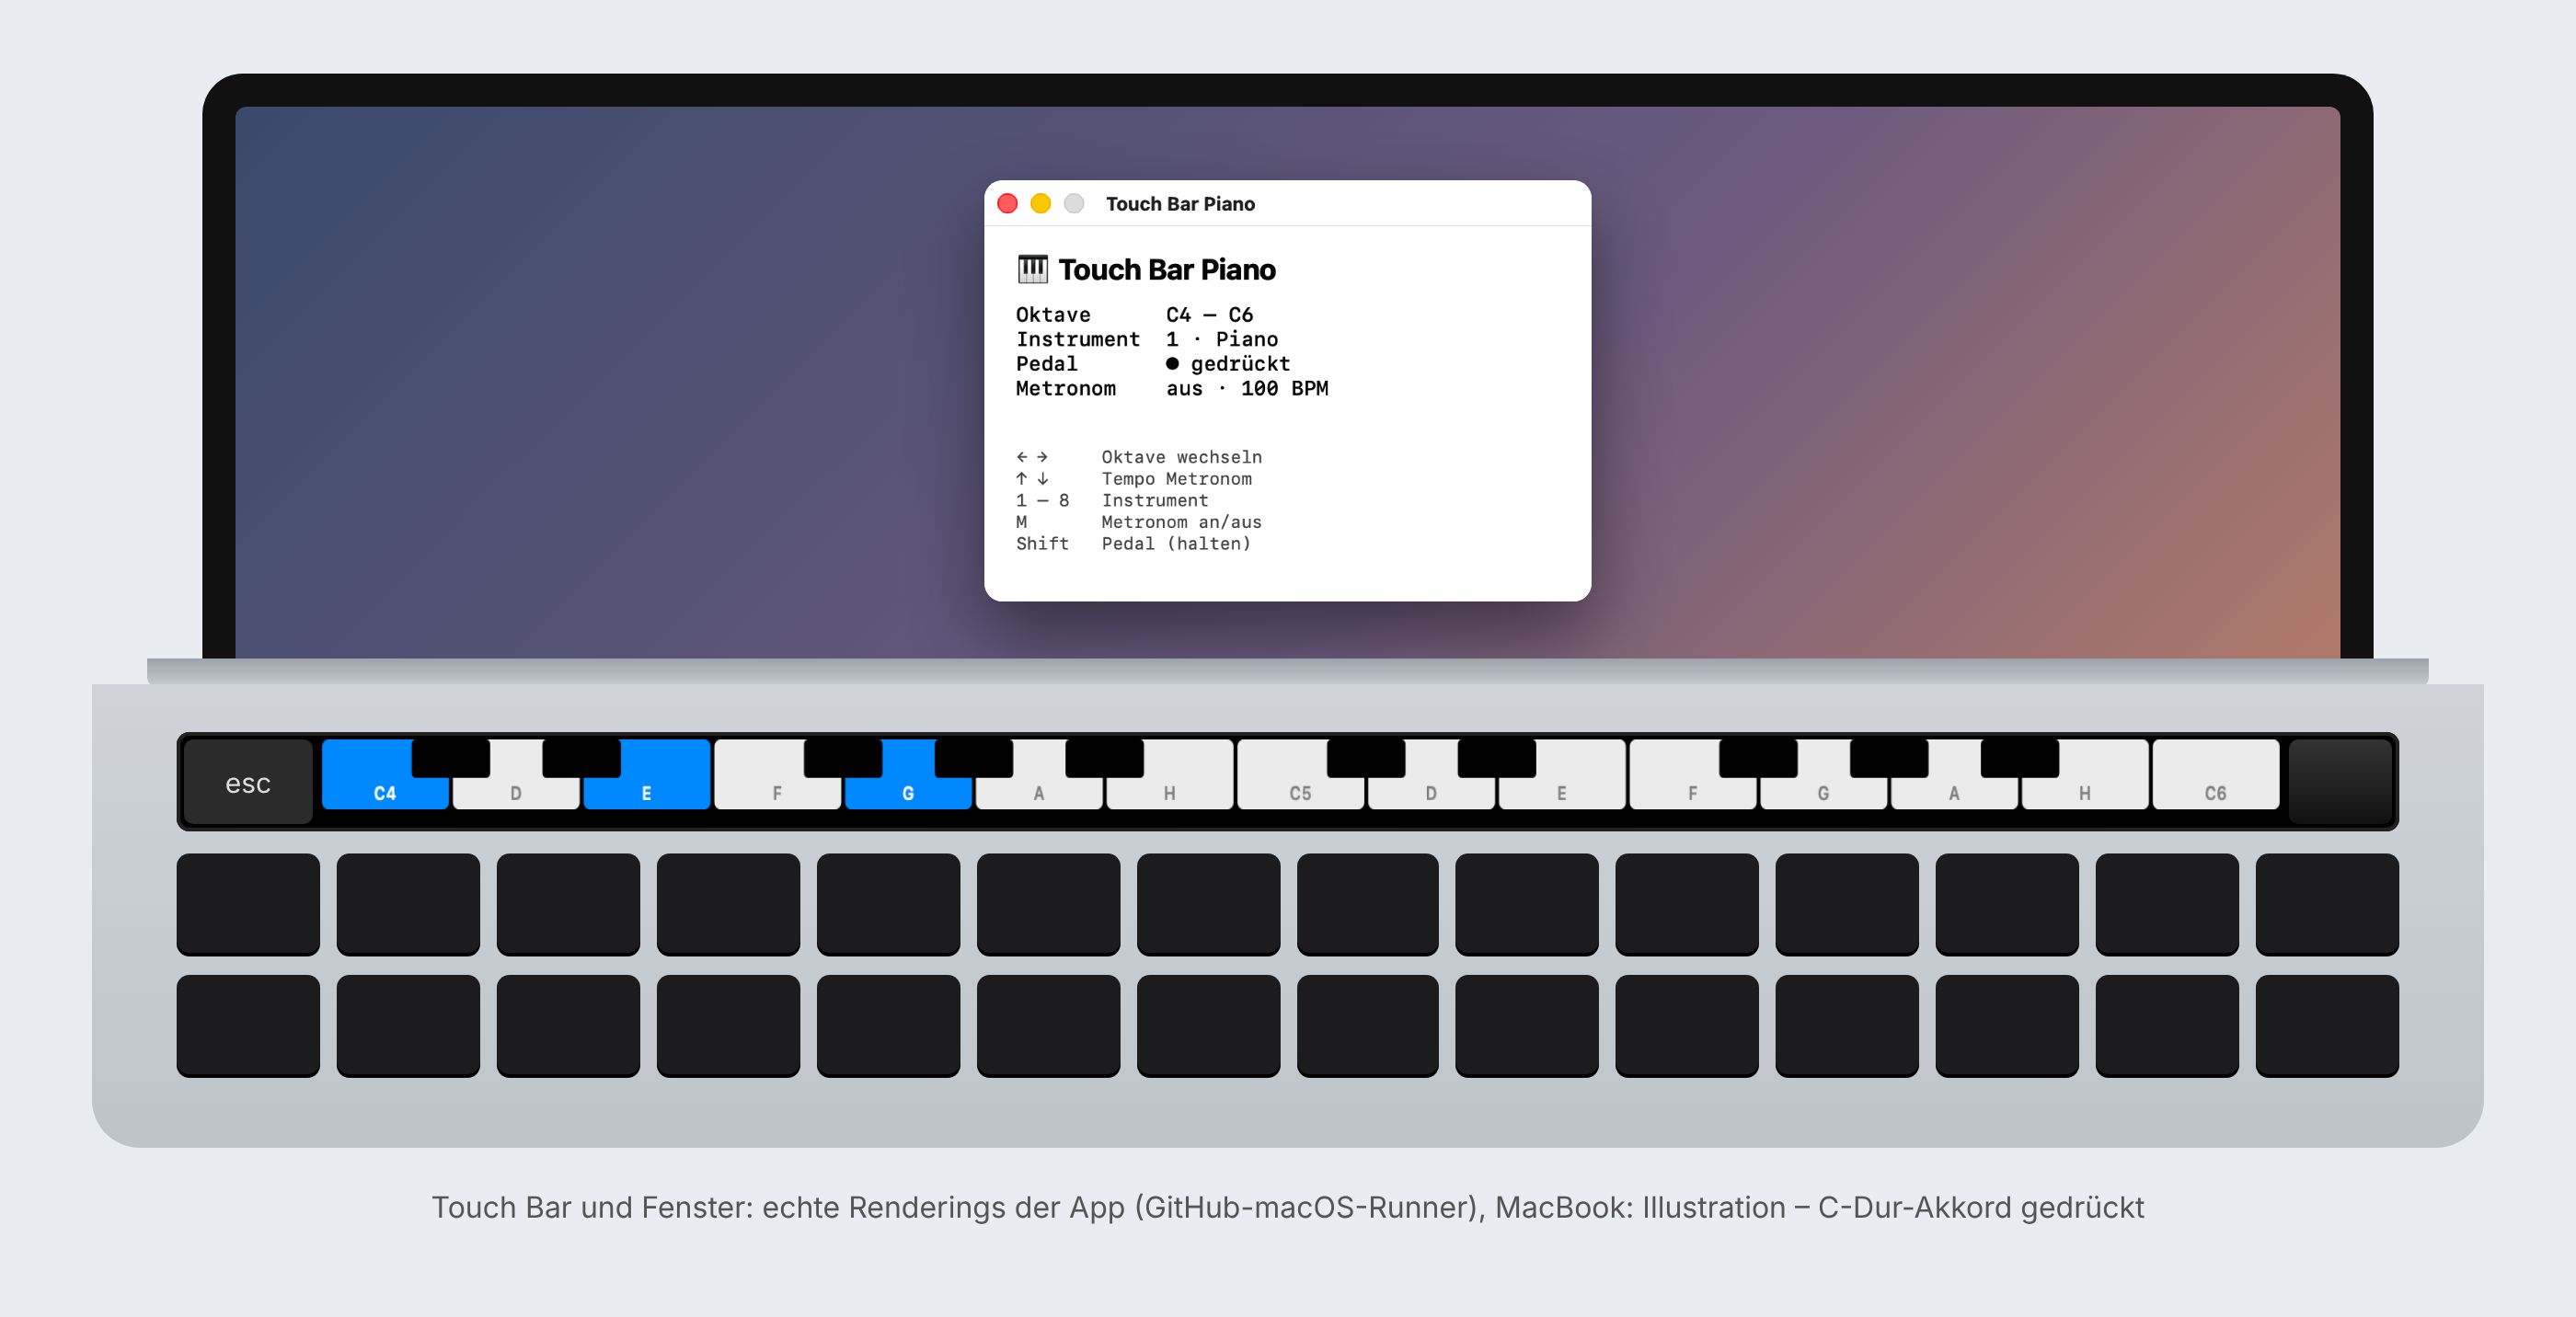 Touch Bar Piano
🎹 Touch Bar Piano
Oktave C4 – C6
Instrument 1 · Piano
Pedal ● gedrückt
Metronom aus · 100 BPM
← → Oktave wechseln
↑ ↓ Tempo Metronom
1 – 8 Instrument
M Metronom an/aus
Shift Pedal (halten)
esc C4 D E F G A H C5 D E F G A H C6
Touch Bar und Fenster: echte Renderings der App (GitHub-macOS-Runner), MacBook: Illustration – C-Dur-Akkord gedrückt